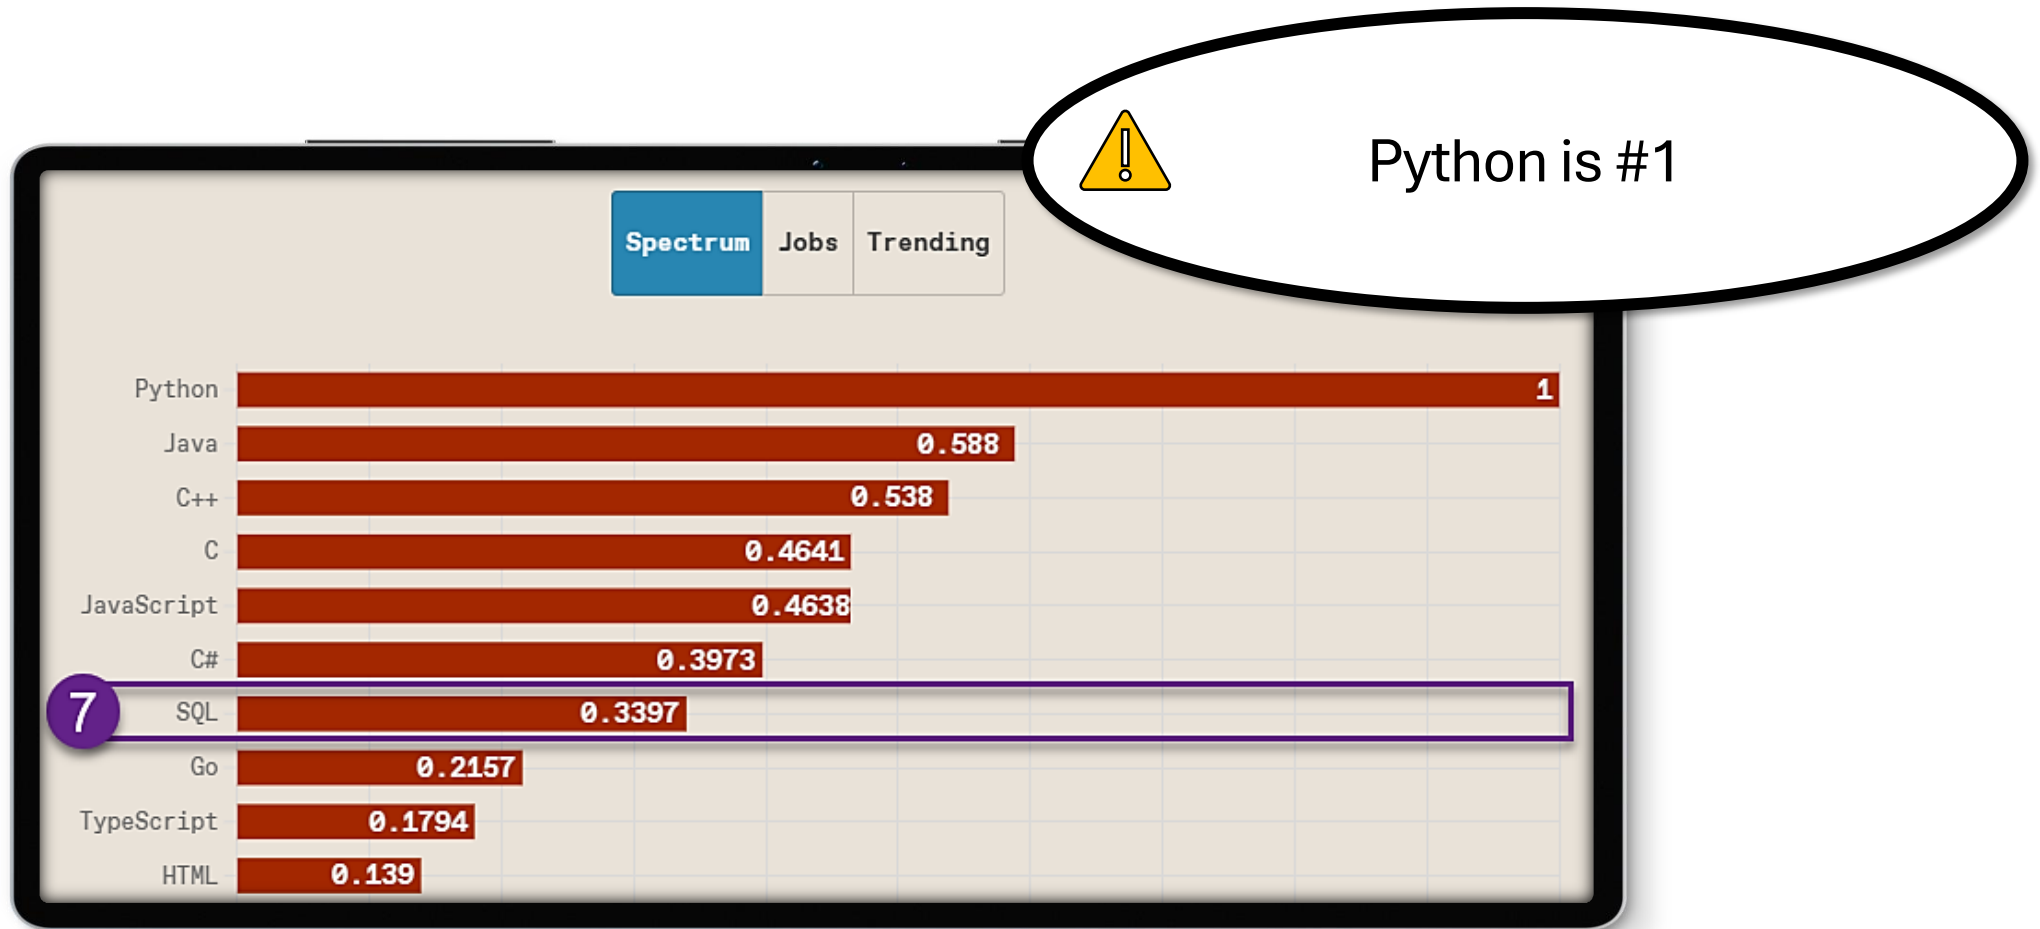 Python is #1
Spectrum Jobs Trending
Python 1
Java 0.588
C++ 0.538
C 0.4641
JavaScript 0.4638
C# 0.3973
7 SQL 0.3397
Go 0.2157
TypeScript 0.1794
HTML 0.139